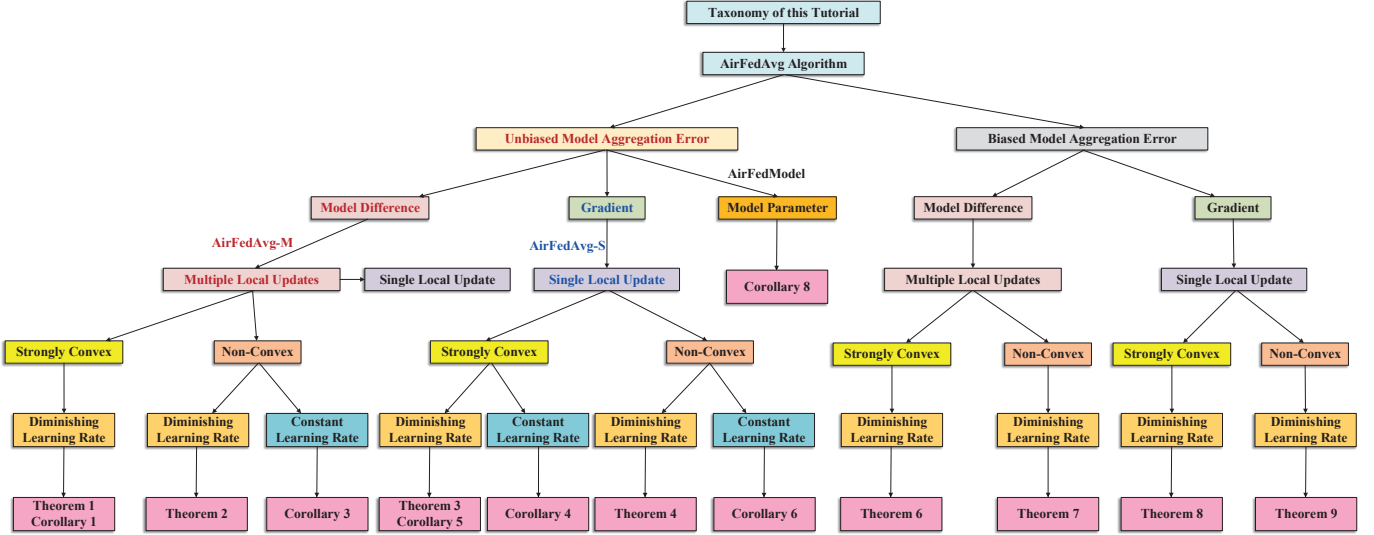 Taxonomy of this Tutorial
AirFedAvg Algorithm
Unbiased Model Aggregation Error
Biased Model Aggregation Error
AirFedModel
Model Difference
Gradient
Model Parameter
Model Difference
Gradient
AirFedAvg-M
AirFedAvg-S
Multiple Local Updates
Single Local Update
Single Local Update
Corollary 8
Multiple Local Updates
Single Local Update
Strongly Convex
Non-Convex
Strongly Convex
Non-Convex
Strongly Convex
Non-Convex
Strongly Convex
Non-Convex
Diminishing
Learning Rate
Diminishing
Learning Rate
Constant
Learning Rate
Diminishing
Learning Rate
Constant
Learning Rate
Diminishing
Learning Rate
Constant
Learning Rate
Diminishing
Learning Rate
Diminishing
Learning Rate
Diminishing
Learning Rate
Diminishing
Learning Rate
Theorem 1
Corollary 1
Theorem 2
Corollary 3
Theorem 3
Corollary 5
Corollary 4
Theorem 4
Corollary 6
Theorem 6
Theorem 7
Theorem 8
Theorem 9